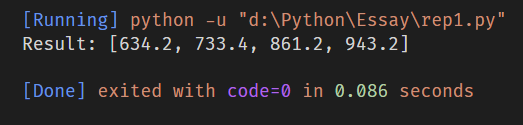 [Running] python -u "d:\Python\Essay\rep1.py"
Result: [634.2, 733.4, 861.2, 943.2]
[Done] exited with code=0 in 0.086 seconds